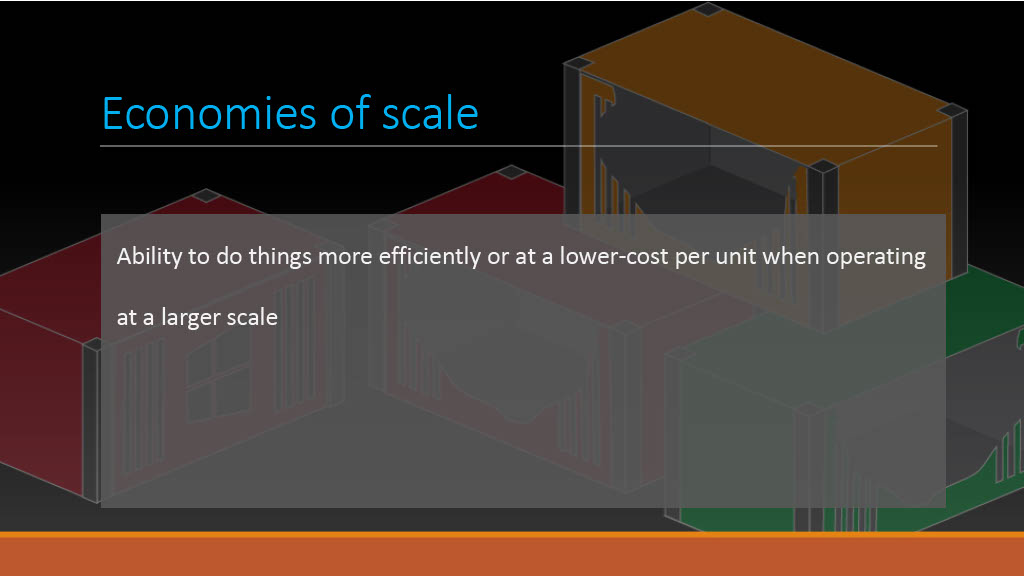 Economies of scale
Ability to do things more efficiently or at a lower-cost per unit when operating
at a larger scale